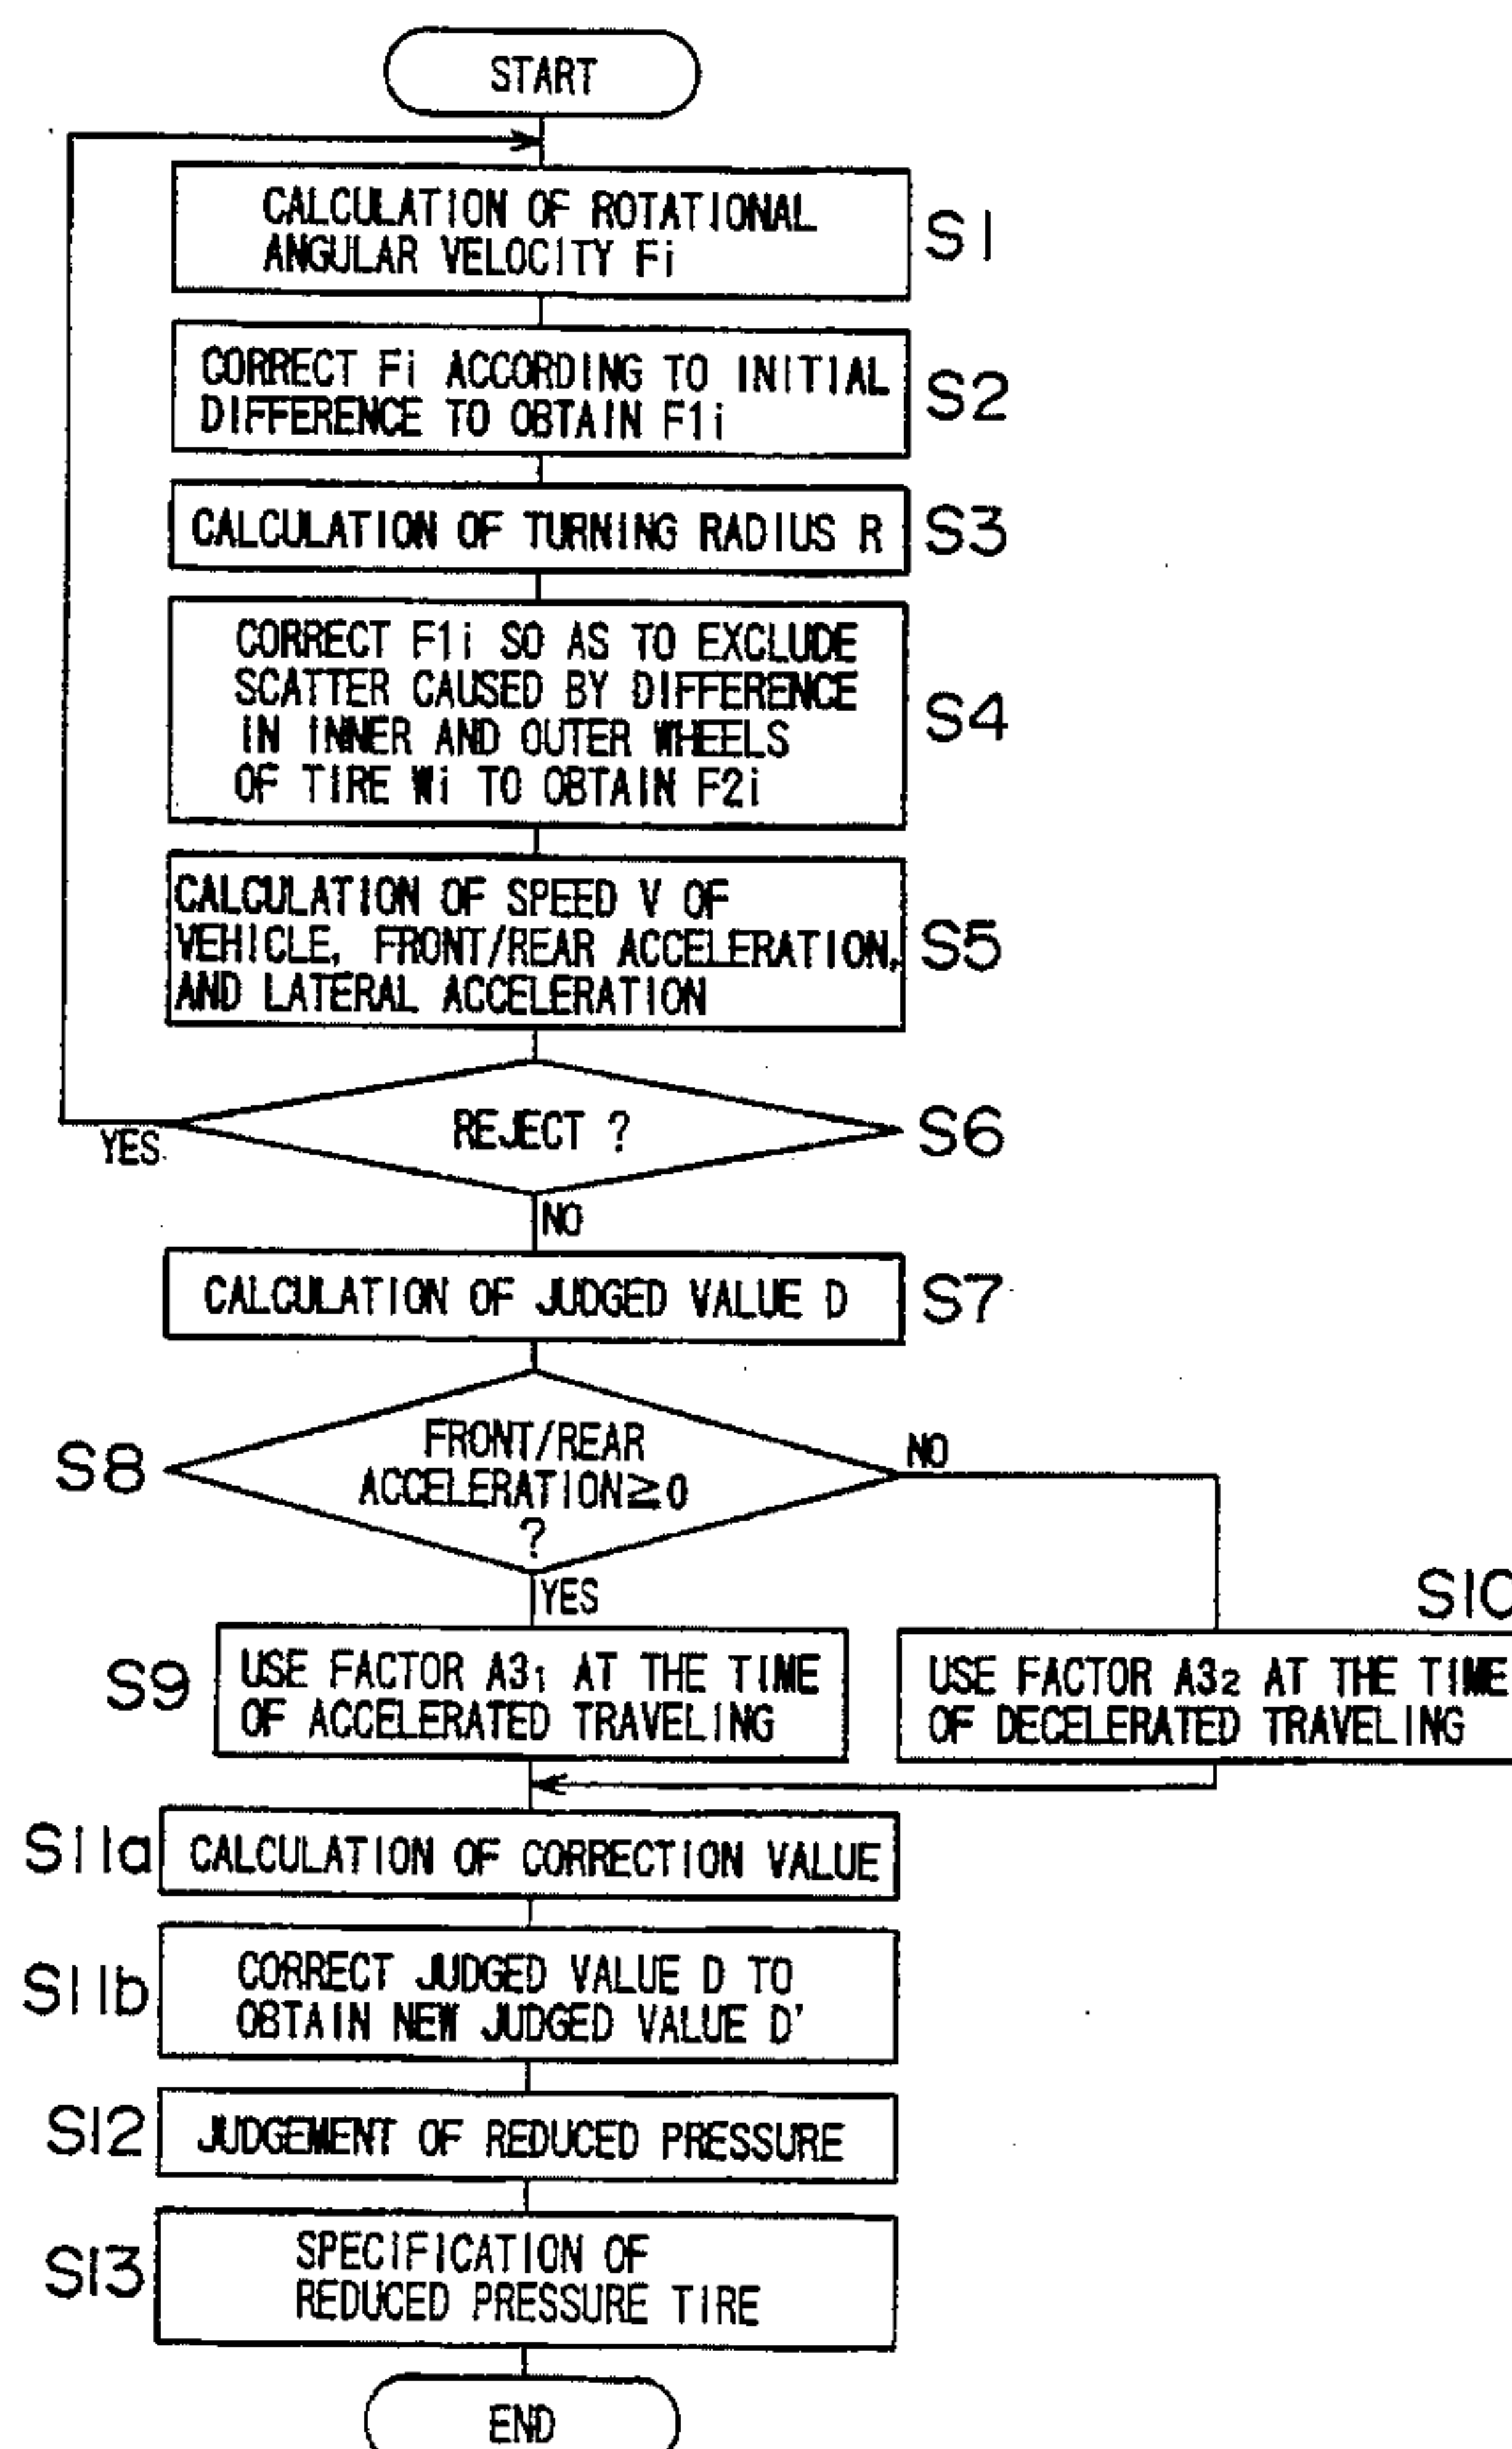 START
CALCULATION OF ROTATIONAL
ANGULAR VELOCITY Fi
S1
CORRECT Fi ACCORDING TO INITIAL
DIFFERENCE TO OBTAIN F1i
S2
CALCULATION OF TURNING RADIUS R
S3
CORRECT F1i SO AS TO EXCLUDE
SCATTER CAUSED BY DIFFERENCE
IN INNER AND OUTER WHEELS
OF TIRE Wi TO OBTAIN F2i
S4
CALCULATION OF SPEED V OF
VEHICLE, FRONT/REAR ACCELERATION,
AND LATERAL ACCELERATION
S5
REJECT ?
S6
YES
NO
CALCULATION OF JUDGED VALUE D
S7
S8
FRONT/REAR
ACCELERATION≧0
?
NO
YES
S10
S9
USE FACTOR A3₁ AT THE TIME
OF ACCELERATED TRAVELING
USE FACTOR A3₂ AT THE TIME
OF DECELERATED TRAVELING
S11a
CALCULATION OF CORRECTION VALUE
S11b
CORRECT JUDGED VALUE D TO
OBTAIN NEW JUDGED VALUE D'
S12
JUDGEMENT OF REDUCED PRESSURE
S13
SPECIFICATION OF
REDUCED PRESSURE TIRE
END